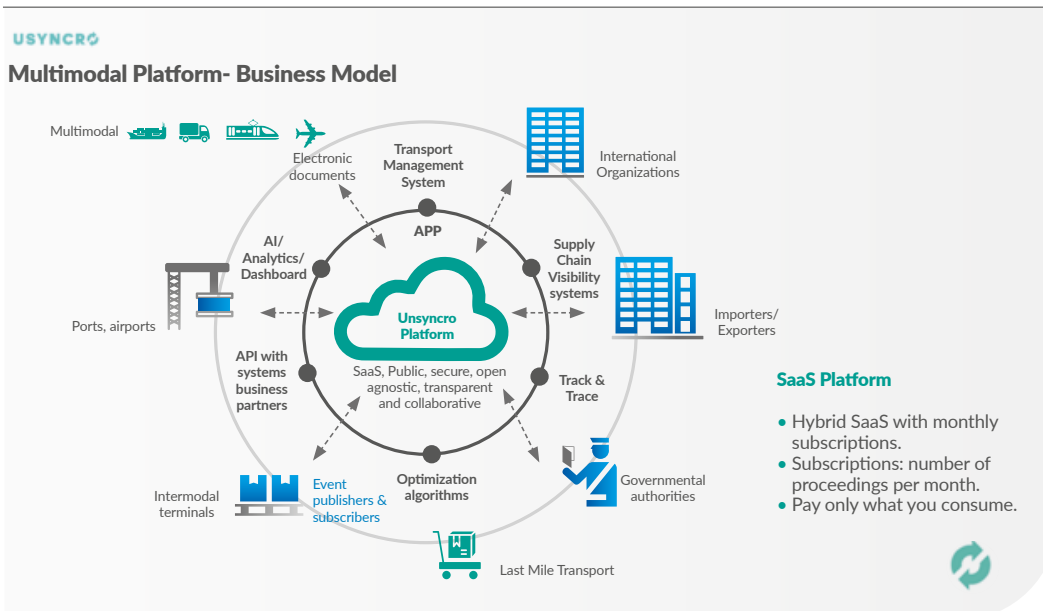 USYNCRO
Multimodal Platform- Business Model
Multimodal
Electronic
documents
Transport
Management
System
International
Organizations
APP
AI/
Analytics/
Dashboard
Supply
Chain
Visibility
systems
Ports, airports
Unsyncro
Platform
Importers/
Exporters
API with
systems
business
partners
SaaS, Public, secure, open
agnostic, transparent
and collaborative
Track &
Trace
SaaS Platform
• Hybrid SaaS with monthly
subscriptions.
• Subscriptions: number of
proceedings per month.
• Pay only what you consume.
Intermodal
terminals
Event
publishers &
subscribers
Optimization
algorithms
Governmental
authorities
Last Mile Transport